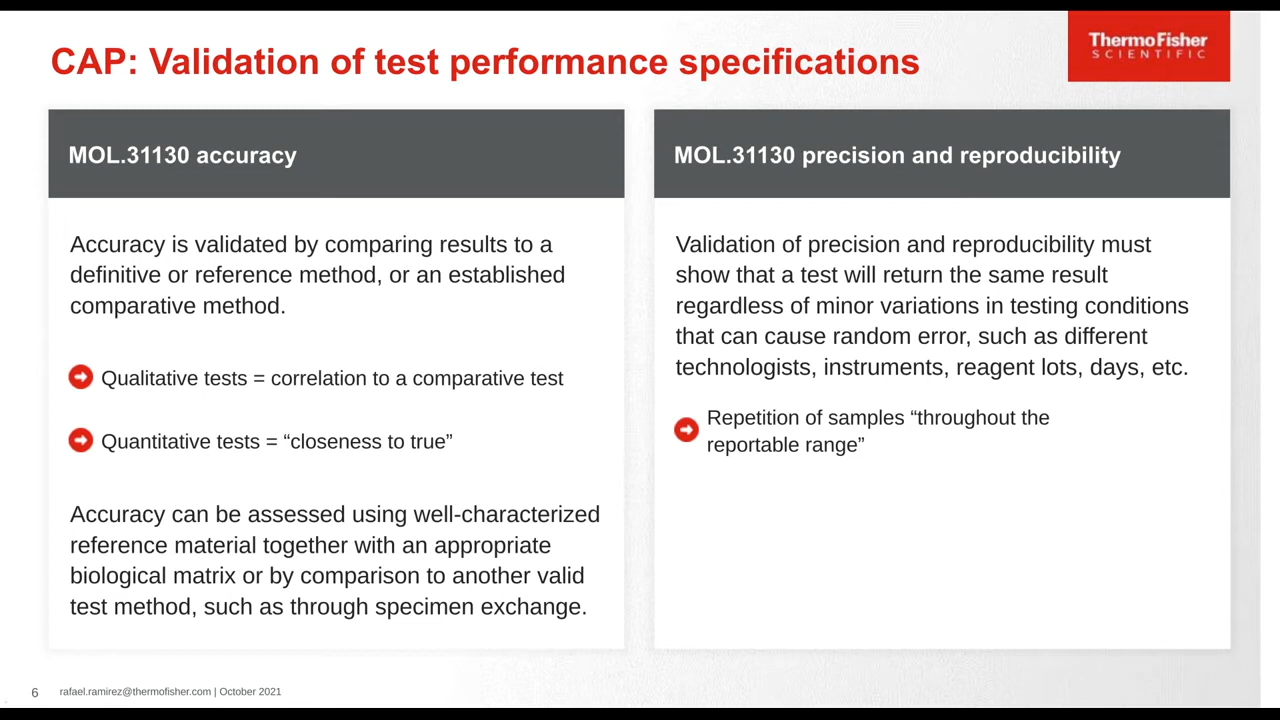 CAP: Validation of test performance specifications
ThermoFisher
SCIENTIFIC
MOL.31130 accuracy
Accuracy is validated by comparing results to a
definitive or reference method, or an established
comparative method.
Qualitative tests = correlation to a comparative test
Quantitative tests = “closeness to true”
Accuracy can be assessed using well-characterized
reference material together with an appropriate
biological matrix or by comparison to another valid
test method, such as through specimen exchange.
MOL.31130 precision and reproducibility
Validation of precision and reproducibility must
show that a test will return the same result
regardless of minor variations in testing conditions
that can cause random error, such as different
technologists, instruments, reagent lots, days, etc.
Repetition of samples “throughout the
reportable range”
6 rafael.ramirez@thermofisher.com | October 2021